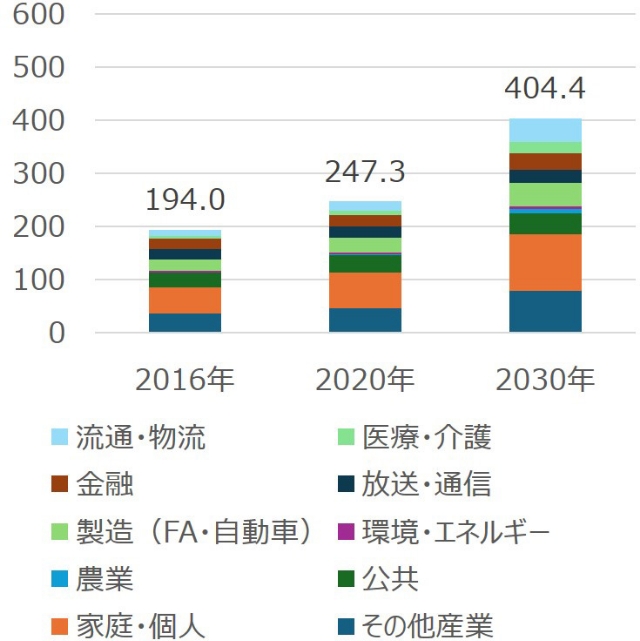 600
500
400
300
200
100
0
194.0
247.3
404.4
2016年
2020年
2030年
流通・物流
医療・介護
金融
放送・通信
製造（FA・自動車）
環境・エネルギー
農業
公共
家庭・個人
その他産業